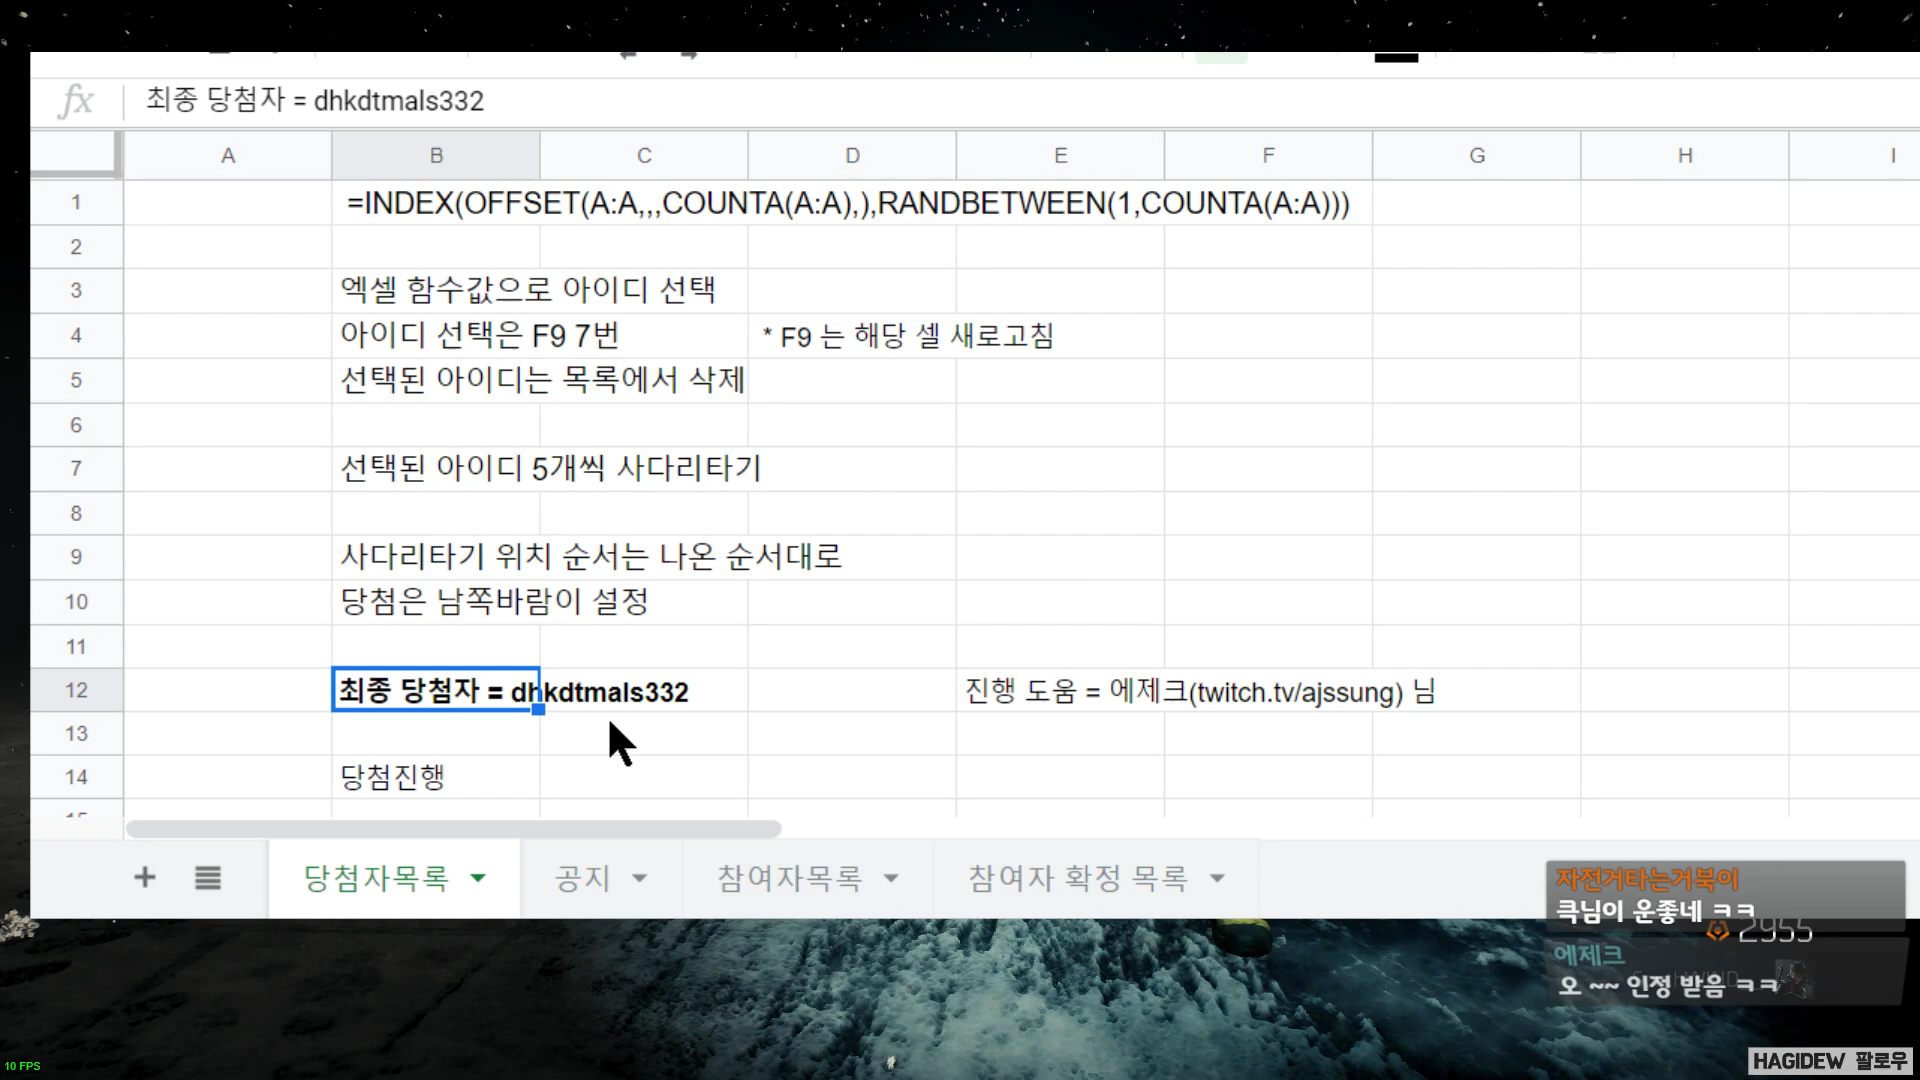 fx 최종 당첨자 = dhkdtmals332
A B C D E F G H I
1 =INDEX(OFFSET(A:A,,,COUNTA(A:A),),RANDBETWEEN(1,COUNTA(A:A)))
2
3 엑셀 함수값으로 아이디 선택
4 아이디 선택은 F9 7번 * F9 는 해당 셀 새로고침
5 선택된 아이디는 목록에서 삭제
6
7 선택된 아이디 5개씩 사다리타기
8
9 사다리타기 위치 순서는 나온 순서대로
10 당첨은 남쪽바람이 설정
11
12 최종 당첨자 = dhkdtmals332 진행 도움 = 에제크(twitch.tv/ajssung) 님
13
14 당첨진행
당첨자목록 공지 참여자목록 참여자 확정 목록
자전거타는거북이
큭님이 운좋네 ㅋㅋ
2955
에제크
오 ~~ 인정 받음 ㅋㅋ
10 FPS
HAGIDEW 팔로우